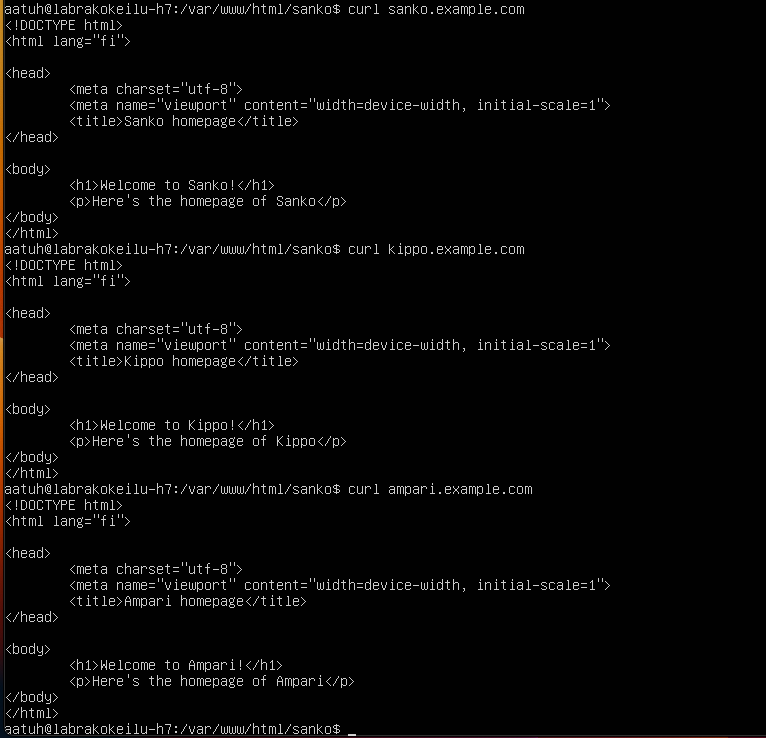 aatuh@labrakokeilu-h7:/var/www/html/sanko$ curl sanko.example.com
<!DOCTYPE html>
<html lang="fi">

<head>
        <meta charset="utf-8">
        <meta name="viewport" content="width=device-width, initial-scale=1">
        <title>Sanko homepage</title>
</head>

<body>
        <h1>Welcome to Sanko!</h1>
        <p>Here's the homepage of Sanko</p>
</body>
</html>
aatuh@labrakokeilu-h7:/var/www/html/sanko$ curl kippo.example.com
<!DOCTYPE html>
<html lang="fi">

<head>
        <meta charset="utf-8">
        <meta name="viewport" content="width=device-width, initial-scale=1">
        <title>Kippo homepage</title>
</head>

<body>
        <h1>Welcome to Kippo!</h1>
        <p>Here's the homepage of Kippo</p>
</body>
</html>
aatuh@labrakokeilu-h7:/var/www/html/sanko$ curl ampari.example.com
<!DOCTYPE html>
<html lang="fi">

<head>
        <meta charset="utf-8">
        <meta name="viewport" content="width=device-width, initial-scale=1">
        <title>Ampari homepage</title>
</head>

<body>
        <h1>Welcome to Ampari!</h1>
        <p>Here's the homepage of Ampari</p>
</body>
</html>
aatuh@labrakokeilu-h7:/var/www/html/sanko$ _